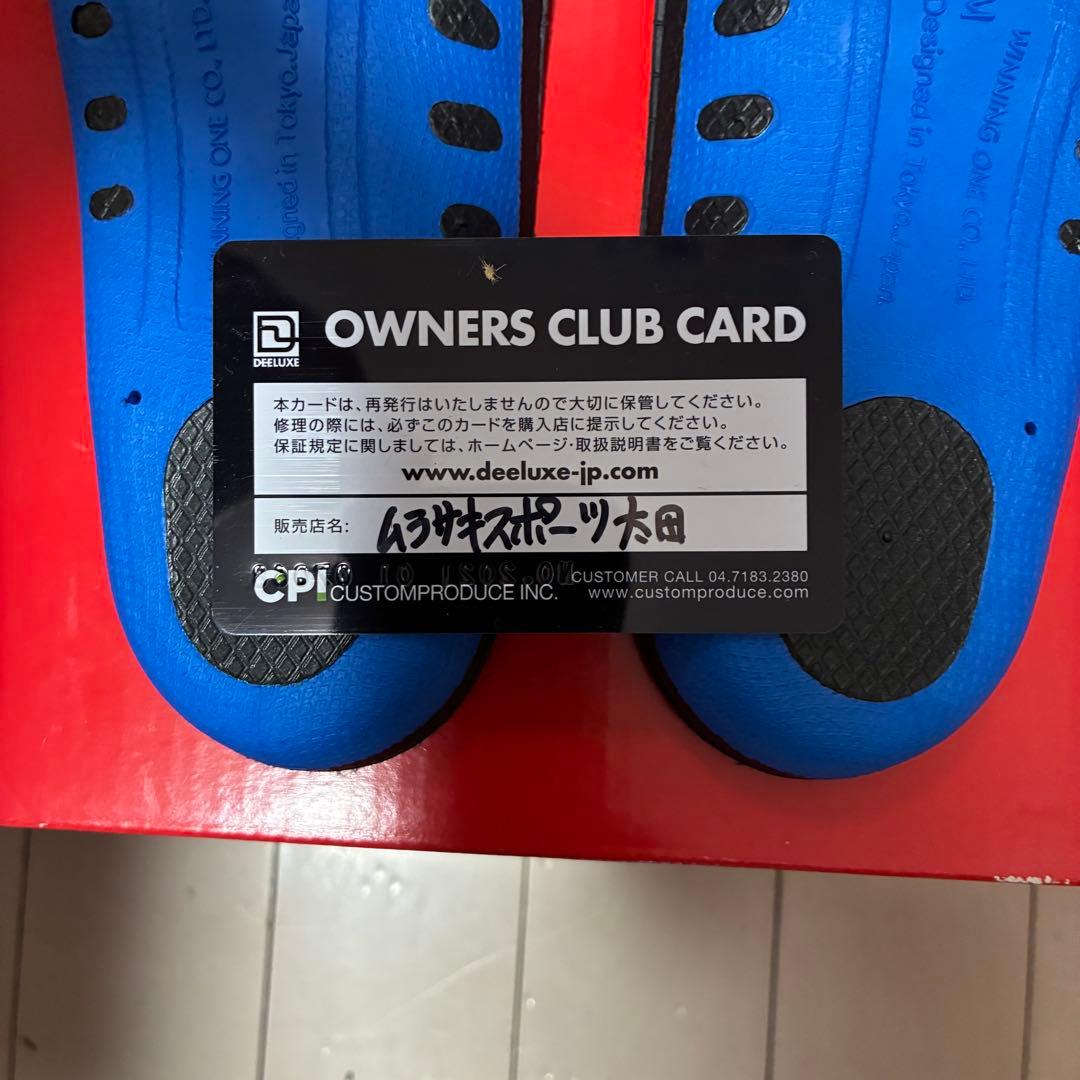 WINNING ONE CO. LTD.
Designed in Tokyo.Japan
WINNING ONE CO. LTD.
Designed in Tokyo.Japan.
DEELUXE
OWNERS CLUB CARD
本カードは、再発行はいたしませんので大切に保管してください。
修理の際には、必ずこのカードを購入店に提示してください。
保証規定に関しましては、ホームページ・取扱説明書をご覧ください。
www.deeluxe-jp.com
販売店名: ムラサキスポーツ太田
CPI CUSTOMPRODUCE INC.
CUSTOMER CALL 04.7183.2380
www.customproduce.com